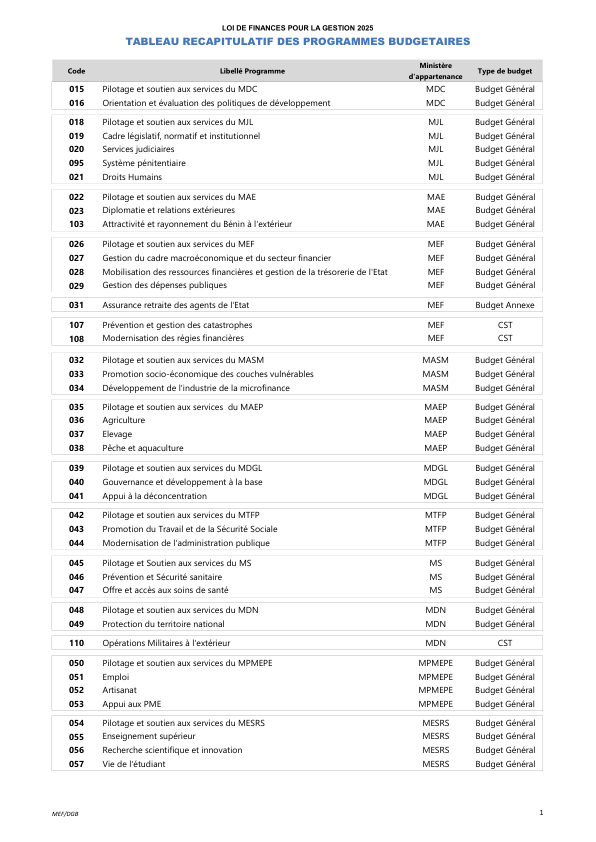 LOI DE FINANCES POUR LA GESTION 2025
TABLEAU RECAPITULATIF DES PROGRAMMES BUDGETAIRES
Code Libellé Programme Ministère d'appartenance Type de budget
015 Pilotage et soutien aux services du MDC MDC Budget Général
016 Orientation et évaluation des politiques de développement MDC Budget Général
018 Pilotage et soutien aux services du MJL MJL Budget Général
019 Cadre législatif, normatif et institutionnel MJL Budget Général
020 Services judiciaires MJL Budget Général
095 Système pénitentiaire MJL Budget Général
021 Droits Humains MJL Budget Général
022 Pilotage et soutien aux services du MAE MAE Budget Général
023 Diplomatie et relations extérieures MAE Budget Général
103 Attractivité et rayonnement du Bénin à l'extérieur MAE Budget Général
026 Pilotage et soutien aux services du MEF MEF Budget Général
027 Gestion du cadre macroéconomique et du secteur financier MEF Budget Général
028 Mobilisation des ressources financières et gestion de la trésorerie de l'Etat MEF Budget Général
029 Gestion des dépenses publiques MEF Budget Général
031 Assurance retraite des agents de l'Etat MEF Budget Annexe
107 Prévention et gestion des catastrophes MEF CST
108 Modernisation des régies financières MEF CST
032 Pilotage et soutien aux services du MASM MASM Budget Général
033 Promotion socio-économique des couches vulnérables MASM Budget Général
034 Développement de l'industrie de la microfinance MASM Budget Général
035 Pilotage et soutien aux services  du MAEP MAEP Budget Général
036 Agriculture MAEP Budget Général
037 Elevage MAEP Budget Général
038 Pêche et aquaculture MAEP Budget Général
039 Pilotage et soutien aux services du MDGL MDGL Budget Général
040 Gouvernance et développement à la base MDGL Budget Général
041 Appui à la déconcentration MDGL Budget Général
042 Pilotage et soutien aux services du MTFP MTFP Budget Général
043 Promotion du Travail et de la Sécurité Sociale MTFP Budget Général
044 Modernisation de l'administration publique MTFP Budget Général
045 Pilotage et Soutien aux services du MS MS Budget Général
046 Prévention et Sécurité sanitaire MS Budget Général
047 Offre et accès aux soins de santé MS Budget Général
048 Pilotage et soutien aux services du MDN MDN Budget Général
049 Protection du territoire national MDN Budget Général
110 Opérations Militaires à l'extérieur MDN CST
050 Pilotage et soutien aux services du MPMEPE MPMEPE Budget Général
051 Emploi MPMEPE Budget Général
052 Artisanat MPMEPE Budget Général
053 Appui aux PME MPMEPE Budget Général
054 Pilotage et soutien aux services du MESRS MESRS Budget Général
055 Enseignement supérieur MESRS Budget Général
056 Recherche scientifique et innovation MESRS Budget Général
057 Vie de l'étudiant MESRS Budget Général
MEF/DGB 1